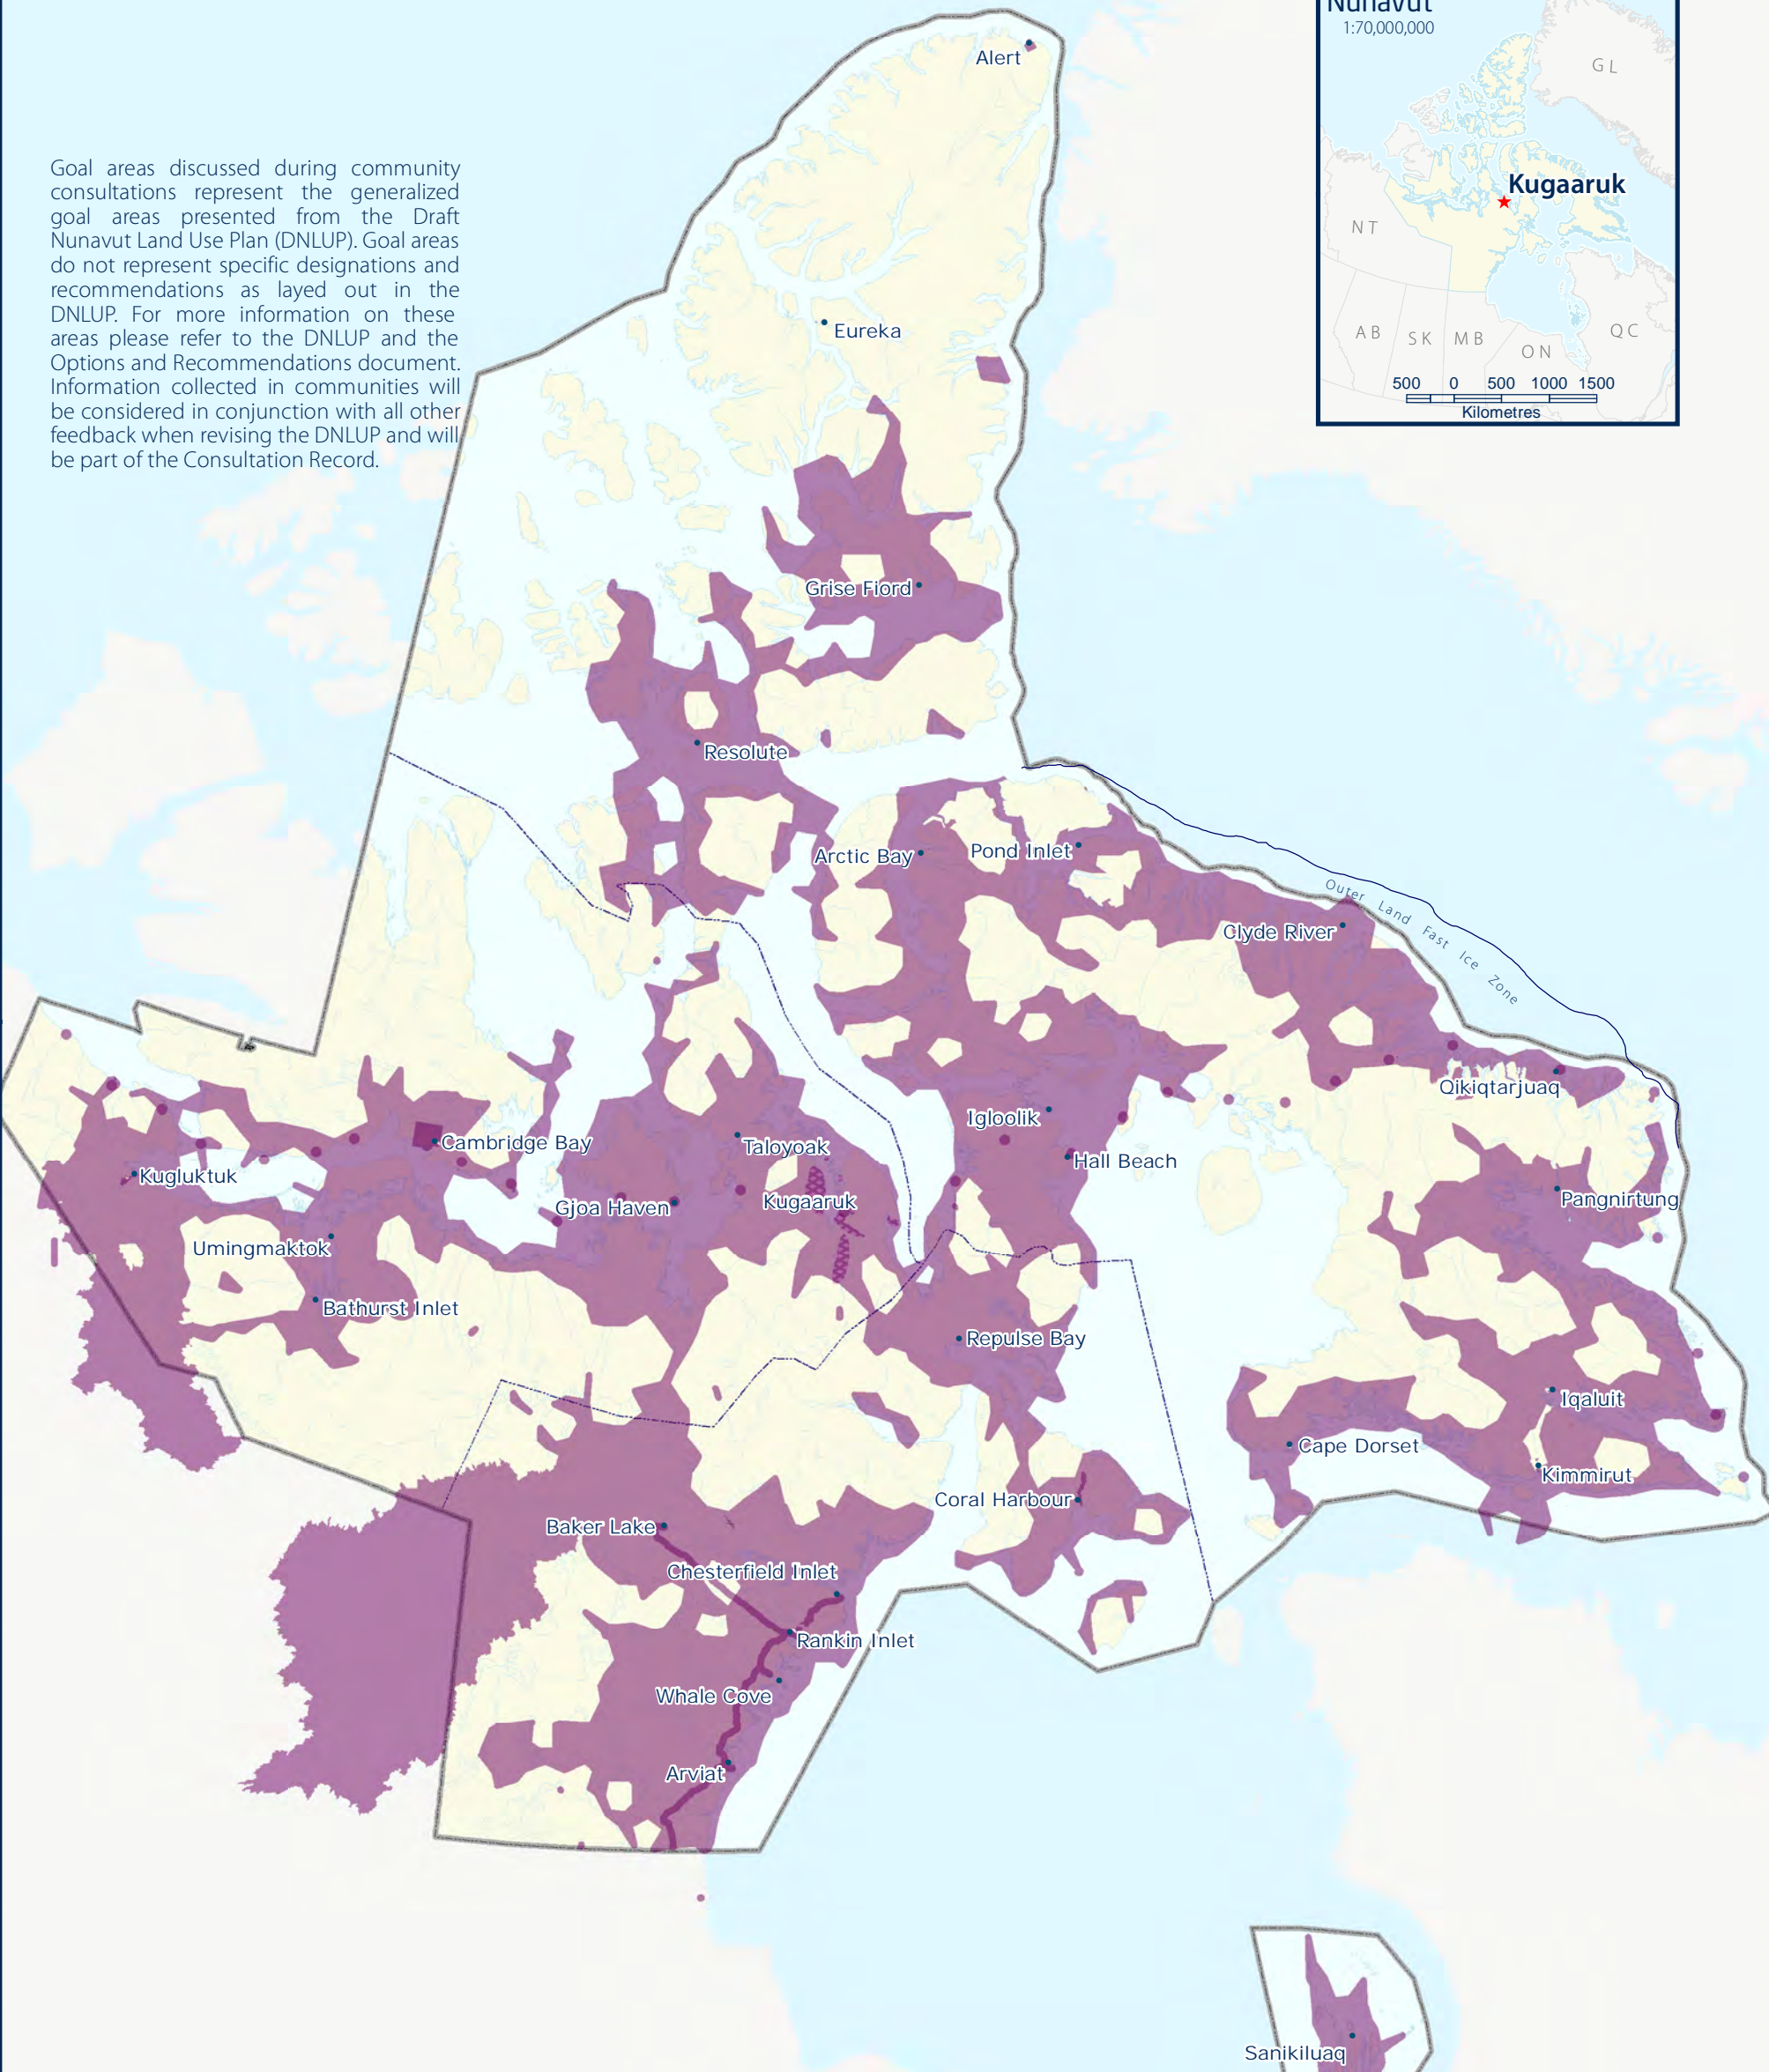 Nunavut
1:70,000,000
GL
Kugaaruk
NT
AB
SK
MB
ON
QC
500 0 500 1000 1500
Kilometres
Goal areas discussed during community
consultations represent the generalized
goal areas presented from the Draft
Nunavut Land Use Plan (DNLUP). Goal areas
do not represent specific designations and
recommendations as layed out in the
DNLUP. For more information on these
areas please refer to the DNLUP and the
Options and Recommendations document.
Information collected in communities will
be considered in conjunction with all other
feedback when revising the DNLUP and will
be part of the Consultation Record.
Alert
Eureka
Grise Fiord
Resolute
Arctic Bay
Pond Inlet
Outer Land Fast Ice Zone
Clyde River
Qikiqtarjuaq
Igloolik
Cambridge Bay
Taloyoak
Hall Beach
Kugluktuk
Gjoa Haven
Kugaaruk
Pangnirtung
Umingmaktok
Bathurst Inlet
Repulse Bay
Iqaluit
Cape Dorset
Kimmirut
Coral Harbour
Baker Lake
Chesterfield Inlet
Rankin Inlet
Whale Cove
Arviat
Sanikiluaq